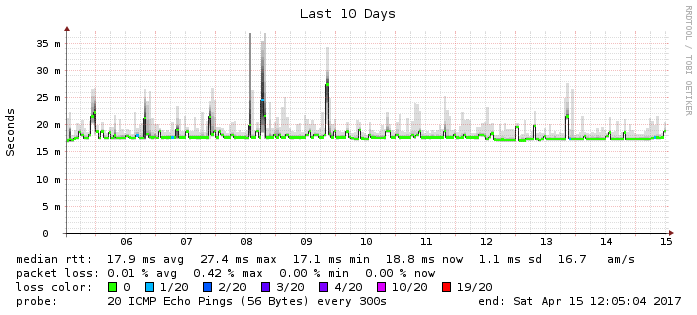 Last 10 Days
RRDTOOL / TOBI OETIKER
Seconds
35 m
30 m
25 m
20 m
15 m
10 m
5 m
0
06 07 08 09 10 11 12 13 14 15
median rtt: 17.9 ms avg 27.4 ms max 17.1 ms min 18.8 ms now 1.1 ms sd 16.7 am/s
packet loss: 0.01 % avg 0.42 % max 0.00 % min 0.00 % now
loss color: 0 1/20 2/20 3/20 4/20 10/20 19/20
probe: 20 ICMP Echo Pings (56 Bytes) every 300s end: Sat Apr 15 12:05:04 2017